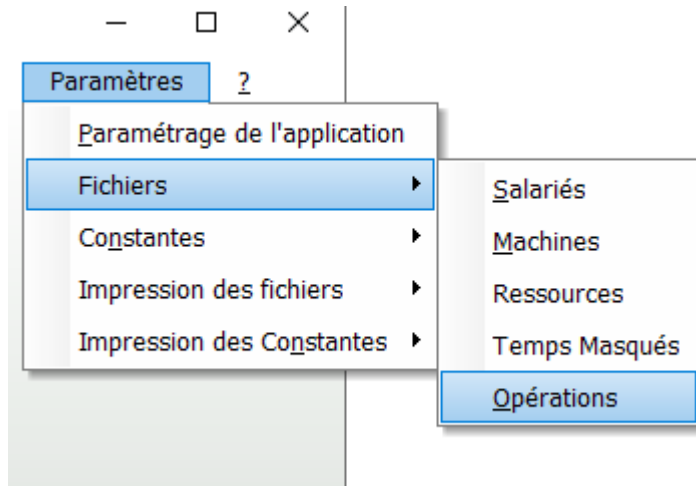 Paramètres ?
Paramétrage de l'application
Fichiers
Constantes
Impression des fichiers
Impression des Constantes
Salariés
Machines
Ressources
Temps Masqués
Opérations